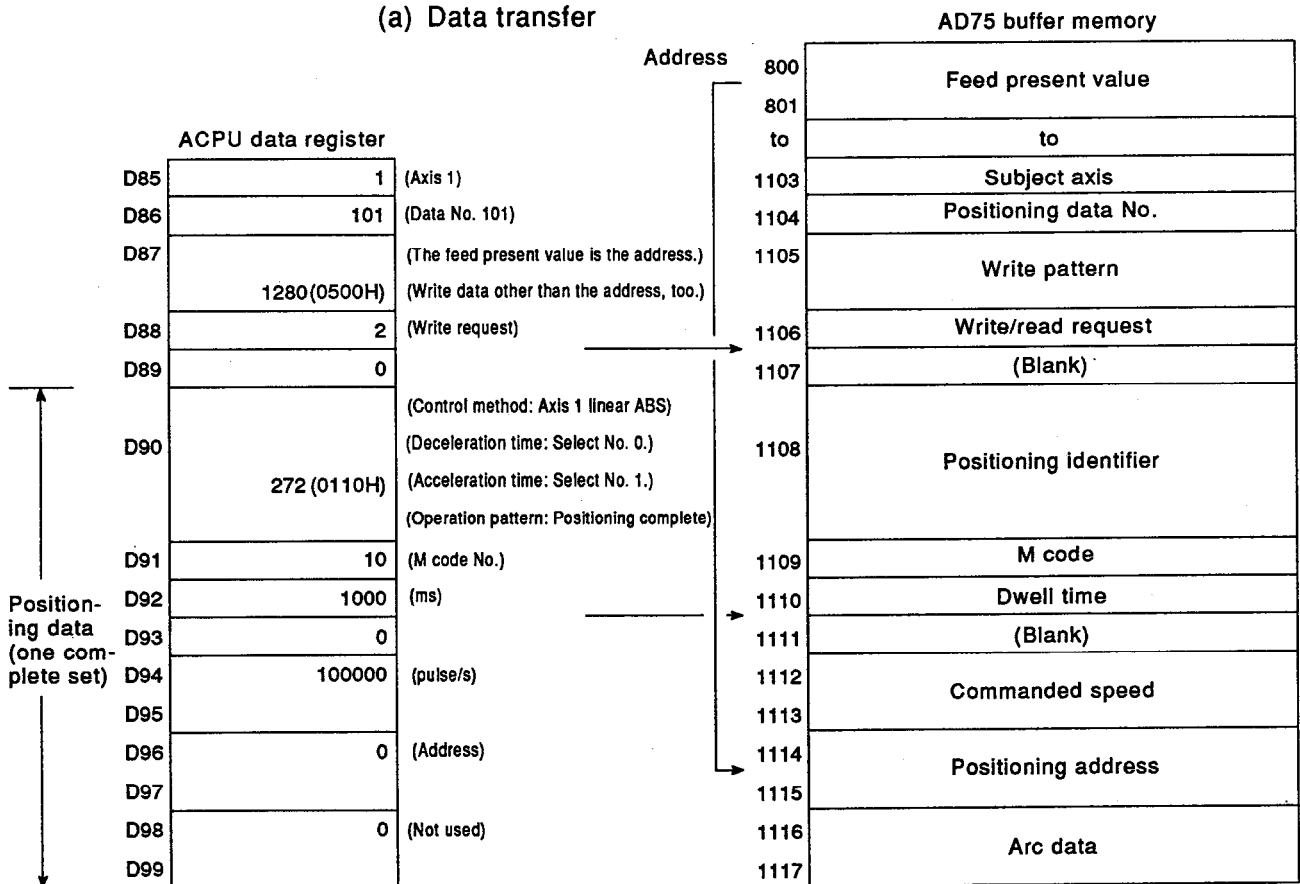 (a) Data transfer
ACPU data register
D85 1 (Axis 1)
D86 101 (Data No. 101)
D87 (The feed present value is the address.)
1280(0500H) (Write data other than the address, too.)
D88 2 (Write request)
D89 0
(Control method: Axis 1 linear ABS)
D90 (Deceleration time: Select No. 0.)
272 (0110H) (Acceleration time: Select No. 1.)
(Operation pattern: Positioning complete)
D91 10 (M code No.)
D92 1000 (ms)
D93 0
D94 100000 (pulse/s)
D95
D96 0 (Address)
D97
D98 0 (Not used)
D99
Position-
ing data
(one com-
plete set)
AD75 buffer memory
Address
800 Feed present value
801
to to
1103 Subject axis
1104 Positioning data No.
1105 Write pattern
1106 Write/read request
1107 (Blank)
1108 Positioning identifier
1109 M code
1110 Dwell time
1111 (Blank)
1112 Commanded speed
1113
1114 Positioning address
1115
1116 Arc data
1117